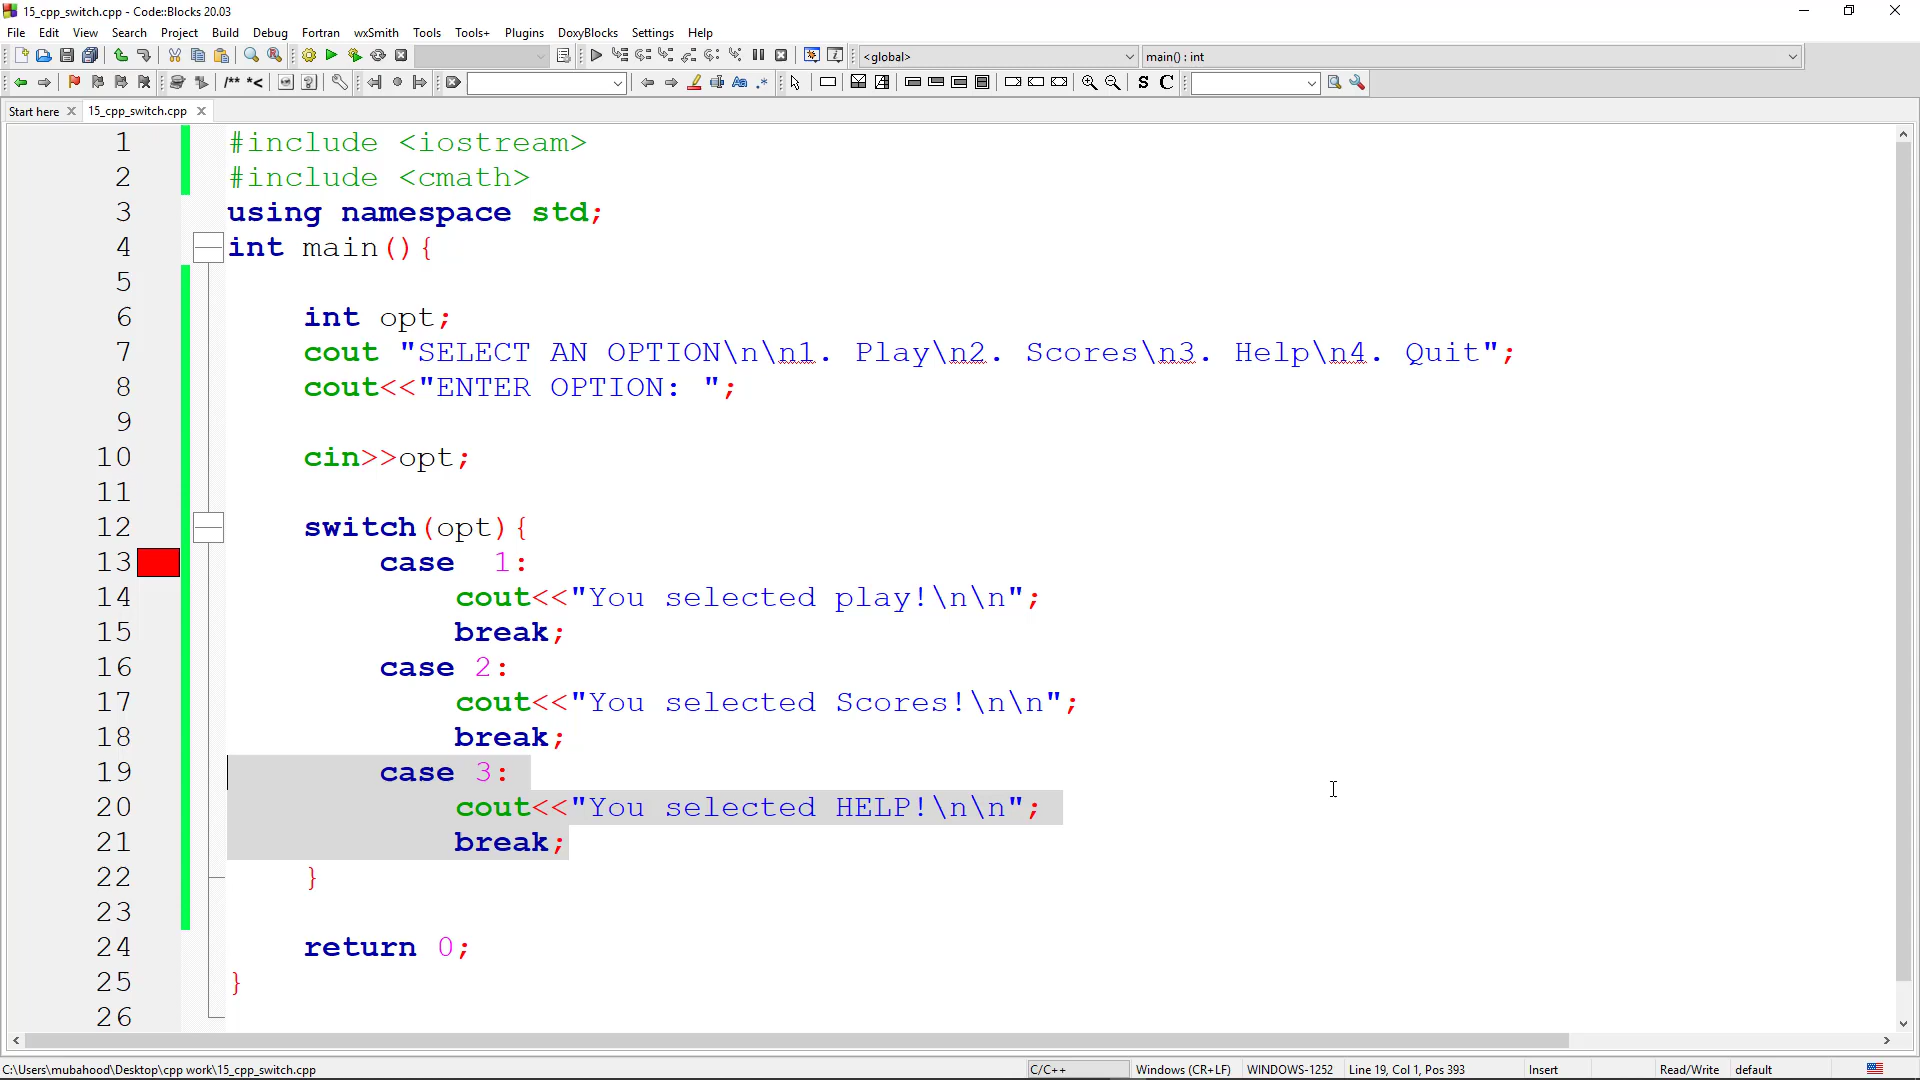 15_cpp_switch.cpp - Code::Blocks 20.03
File Edit View Search Project Build Debug Fortran wxSmith Tools Tools+ Plugins DoxyBlocks Settings Help
<global> main() : int
/** *< Aa .* S C
Start here 15_cpp_switch.cpp
1 #include <iostream>
2 #include <cmath>
3 using namespace std;
4 int main(){
5
6 int opt;
7 cout "SELECT AN OPTION\n\n1. Play\n2. Scores\n3. Help\n4. Quit";
8 cout<<"ENTER OPTION: ";
9
10 cin>>opt;
11
12 switch(opt){
13 case  1:
14 cout<<"You selected play!\n\n";
15 break;
16 case 2:
17 cout<<"You selected Scores!\n\n";
18 break;
19 case 3:
20 cout<<"You selected HELP!\n\n";
21 break;
22 }
23
24 return 0;
25 }
26
C:\Users\mubahood\Desktop\cpp work\15_cpp_switch.cpp C/C++ Windows (CR+LF) WINDOWS-1252 Line 19, Col 1, Pos 393 Insert Read/Write default